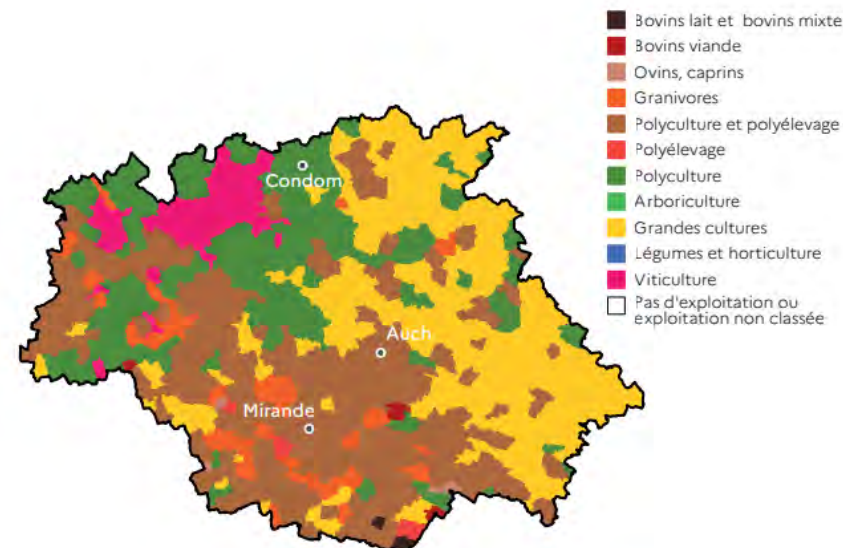 Bovins lait et bovins mixte
Bovins viande
Ovins, caprins
Granivores
Polyculture et polyélevage
Polyélevage
Polyculture
Arboriculture
Grandes cultures
Légumes et horticulture
Viticulture
Pas d'exploitation ou
exploitation non classée
Condom
Auch
Mirande